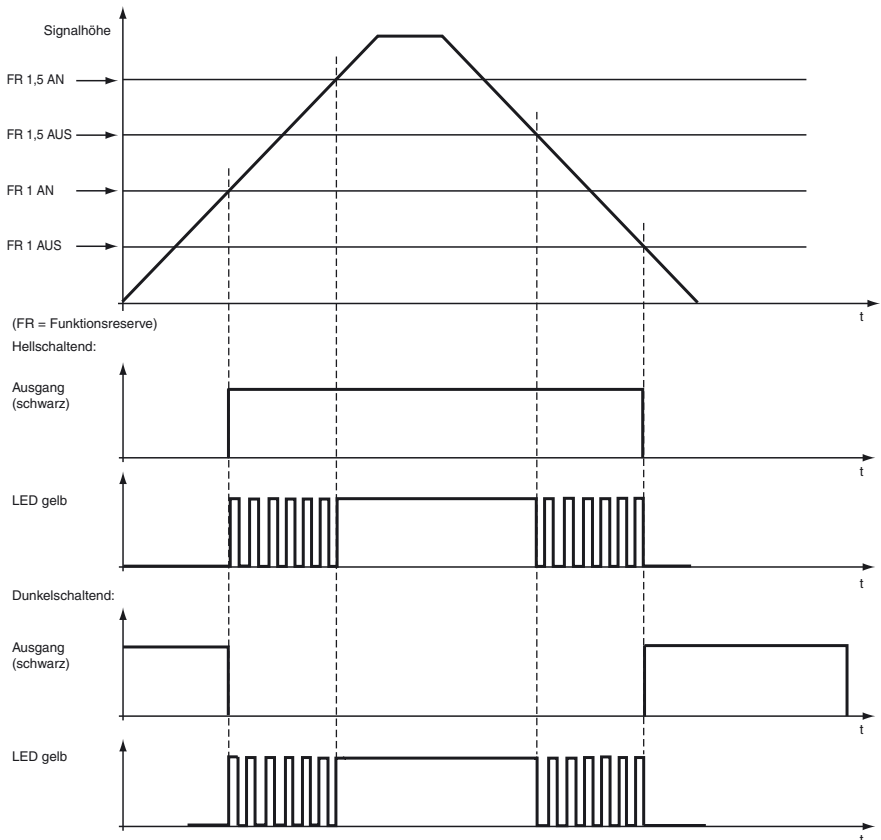 Signalhöhe
FR 1,5 AN
FR 1,5 AUS
FR 1 AN
FR 1 AUS
t
(FR = Funktionsreserve)
Hellschaltend:
Ausgang
(schwarz)
t
LED gelb
t
Dunkelschaltend:
Ausgang
(schwarz)
t
LED gelb
t